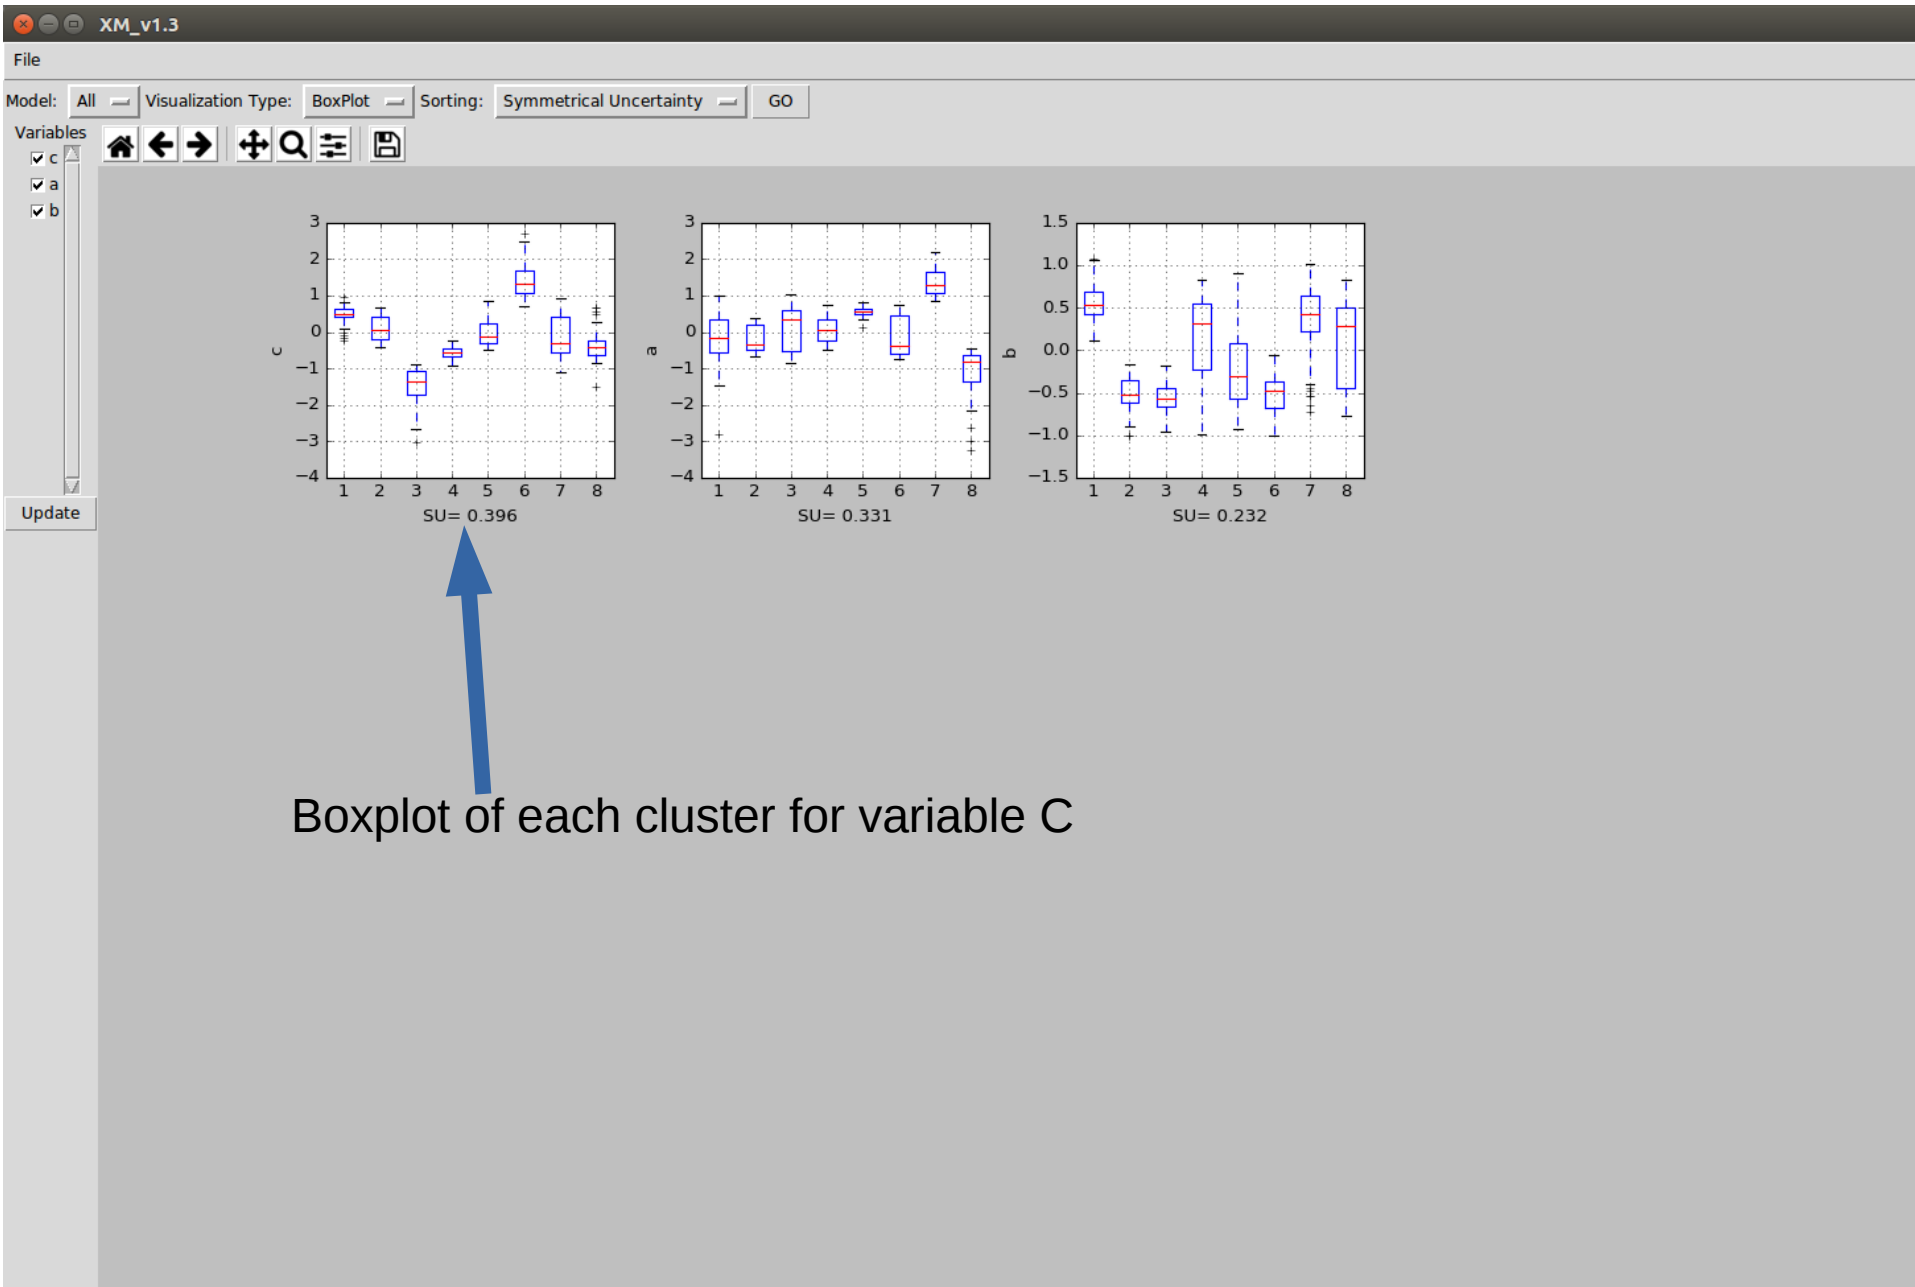 XM_v1.3
File
Model: All Visualization Type: BoxPlot Sorting: Symmetrical Uncertainty GO
Variables
c
a
b
Update
3
2
1
0
−1
−2
−3
−4
c
1 2 3 4 5 6 7 8
SU= 0.396
3
2
1
0
−1
−2
−3
−4
a
1 2 3 4 5 6 7 8
SU= 0.331
1.5
1.0
0.5
0.0
−0.5
−1.0
−1.5
b
1 2 3 4 5 6 7 8
SU= 0.232
Boxplot of each cluster for variable C